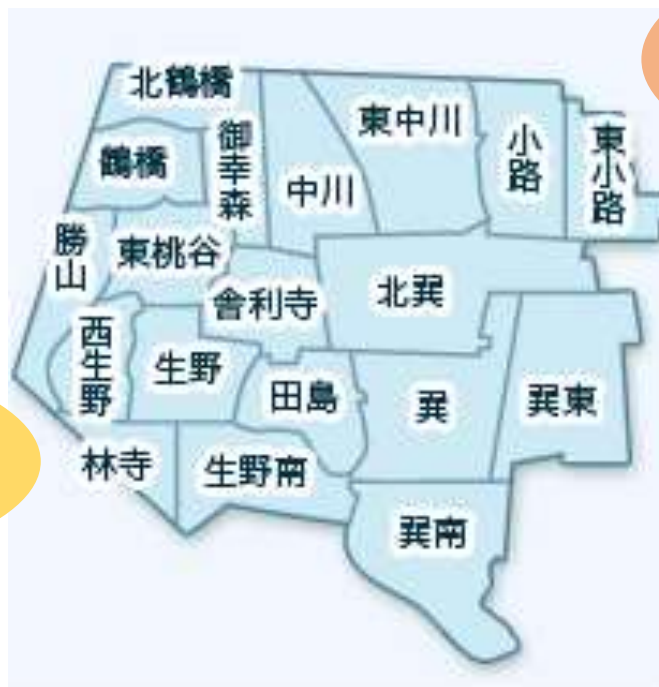 北鶴橋
鶴橋
御幸森
中川
東中川
小路
東小路
勝山
東桃谷
舎利寺
北巽
西生野
生野
田島
巽
巽東
林寺
生野南
巽南